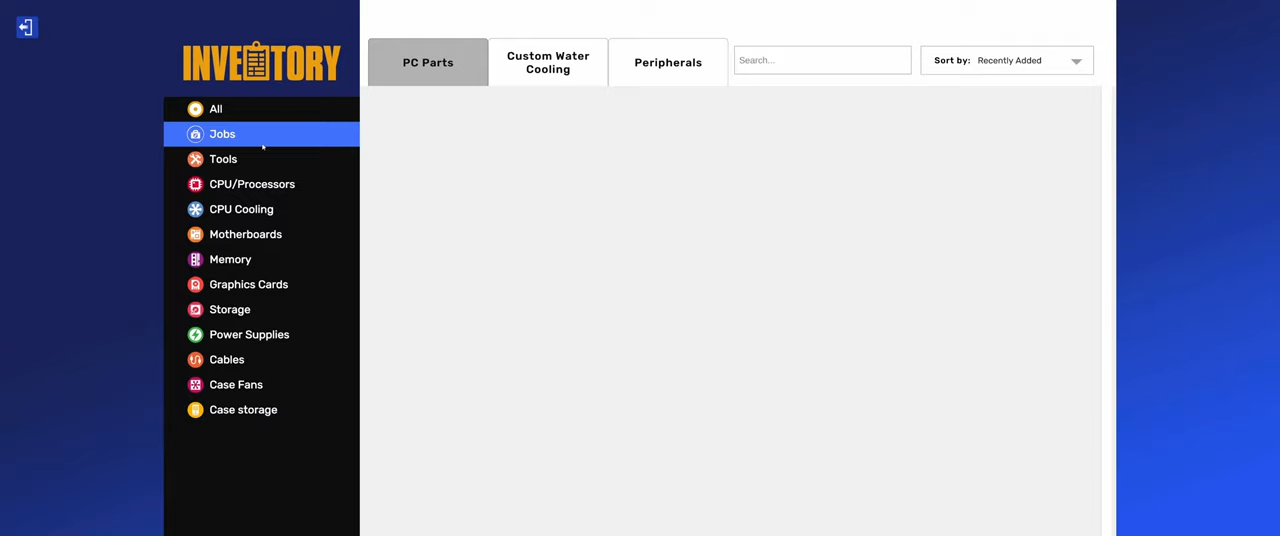 INVENTORY
PC Parts
Custom Water
Cooling
Peripherals
Search...
Sort by: Recently Added
All
Jobs
Tools
CPU/Processors
CPU Cooling
Motherboards
Memory
Graphics Cards
Storage
Power Supplies
Cables
Case Fans
Case storage